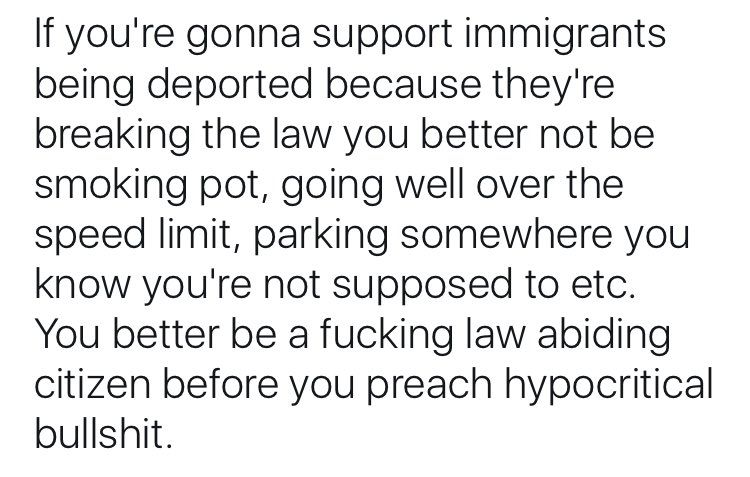 If you're gonna support immigrants
being deported because they're
breaking the law you better not be
smoking pot, going well over the
speed limit, parking somewhere you
know you're not supposed to etc.
You better be a fucking law abiding
citizen before you preach hypocritical
bullshit.